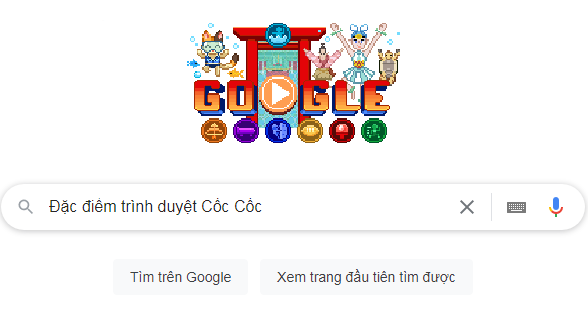 GOOGLE
Đặc điểm trình duyệt Cốc Cốc
Tìm trên Google
Xem trang đầu tiên tìm được